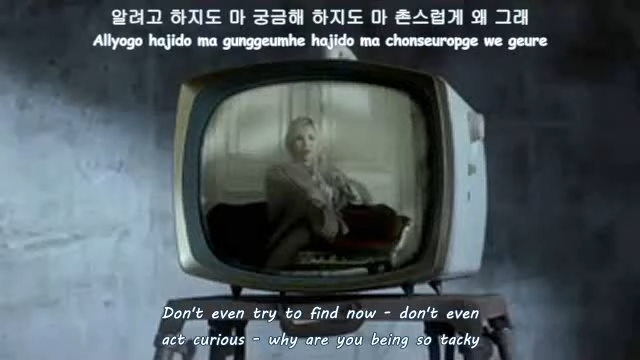 알려고 하지도 마 궁금해 하지도 마 촌스럽게 왜 그래
Allyogo hajido ma gunggeumhe hajido ma chonseuropge we geure
Don't even try to find now - don't even
act curious - why are you being so tacky